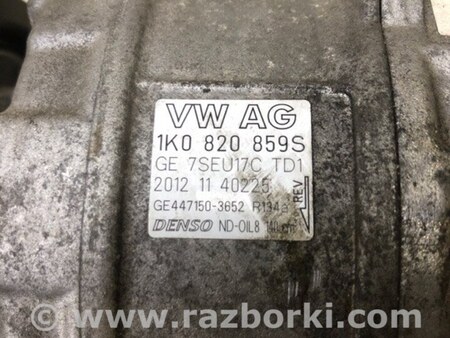 VW AG
1K0 820 859S
GE 7SEU17C TD1
2012 11 40225
GE447150-3652 R134a
REV
DENSO ND-OIL8
© www.razborki.com